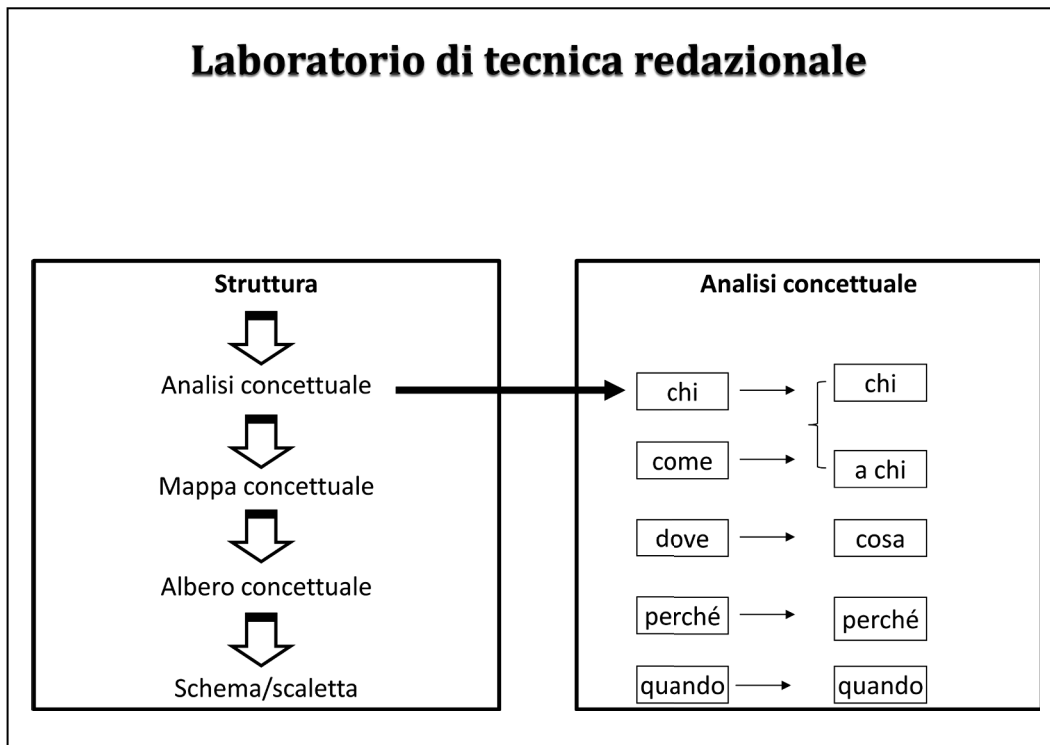 Laboratorio di tecnica redazionale
Struttura
Analisi concettuale
Mappa concettuale
Albero concettuale
Schema/scaletta
Analisi concettuale
chi
chi
come
a chi
dove
cosa
perché
perché
quando
quando